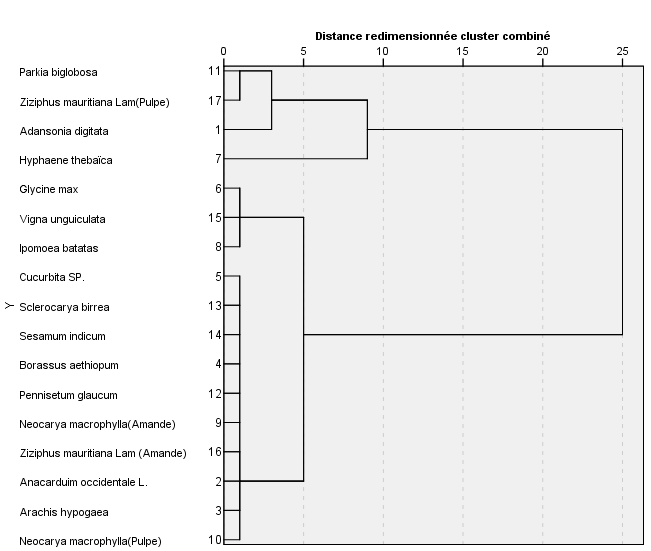 Distance redimensionnée cluster combiné
0 5 10 15 20 25
Parkia biglobosa 11
Ziziphus mauritiana Lam(Pulpe) 17
Adansonia digitata 1
Hyphaene thebaïca 7
Glycine max 6
Vigna unguiculata 15
Ipomoea batatas 8
Cucurbita SP. 5
Y
Sclerocarya birrea 13
Sesamum indicum 14
Borassus aethiopum 4
Pennisetum glaucum 12
Neocarya macrophylla(Amande) 9
Ziziphus mauritiana Lam (Amande) 16
Anacarduim occidentale L. 2
Arachis hypogaea 3
Neocarya macrophylla(Pulpe) 10